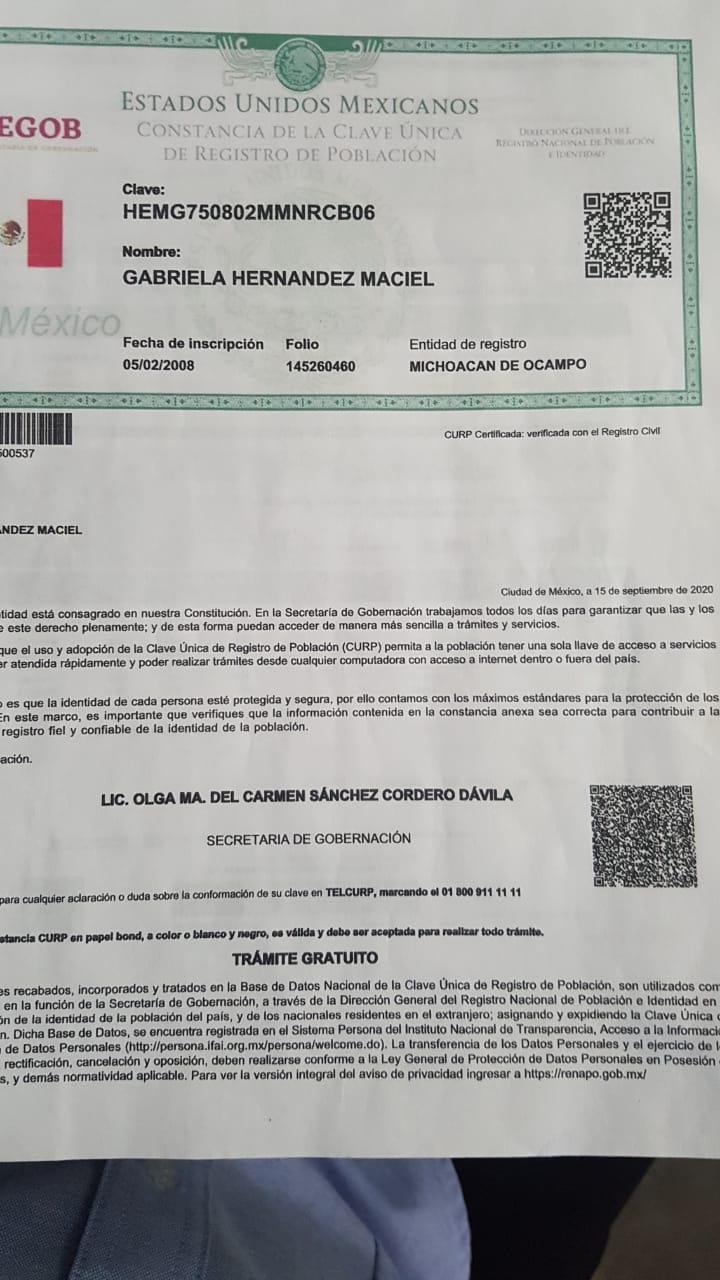 EGOB
ESTADOS UNIDOS MEXICANOS
CONSTANCIA DE LA CLAVE ÚNICA
DE REGISTRO DE POBLACIÓN
DIRECCIÓN GENERAL DEL
REGISTRO NACIONAL DE POBLACIÓN
E IDENTIDAD
Clave:
HEMG750802MMNRCB06
Nombre:
GABRIELA HERNANDEZ MACIEL
México
Fecha de inscripción Folio Entidad de registro
05/02/2008 145260460 MICHOACAN DE OCAMPO
CURP Certificada: verificada con el Registro Civil
500537
ANDEZ MACIEL
Ciudad de México, a 15 de septiembre de 2020
tidad está consagrado en nuestra Constitución. En la Secretaría de Gobernación trabajamos todos los días para garantizar que las y los
e este derecho plenamente; y de esta forma puedan acceder de manera más sencilla a trámites y servicios.
que el uso y adopción de la Clave Única de Registro de Población (CURP) permita a la población tener una sola llave de acceso a servicios
er atendida rápidamente y poder realizar trámites desde cualquier computadora con acceso a internet dentro o fuera del país.
o es que la identidad de cada persona esté protegida y segura, por ello contamos con los máximos estándares para la protección de los
En este marco, es importante que verifiques que la información contenida en la constancia anexa sea correcta para contribuir a la
registro fiel y confiable de la identidad de la población.
ación.
LIC. OLGA MA. DEL CARMEN SÁNCHEZ CORDERO DÁVILA
SECRETARIA DE GOBERNACIÓN
para cualquier aclaración o duda sobre la conformación de su clave en TELCURP, marcando el 01 800 911 11 11
stancia CURP en papel bond, a color o blanco y negro, es válida y debe ser aceptada para realizar todo trámite.
TRÁMITE GRATUITO
es recabados, incorporados y tratados en la Base de Datos Nacional de la Clave Única de Registro de Población, son utilizados com
en la función de la Secretaría de Gobernación, a través de la Dirección General del Registro Nacional de Población e Identidad en
ón de la identidad de la población del país, y de los nacionales residentes en el extranjero; asignando y expidiendo la Clave Única
n. Dicha Base de Datos, se encuentra registrada en el Sistema Persona del Instituto Nacional de Transparencia, Acceso a la Informaci
de Datos Personales (http://persona.ifai.org.mx/persona/welcome.do). La transferencia de los Datos Personales y el ejercicio de
rectificación, cancelación y oposición, deben realizarse conforme a la Ley General de Protección de Datos Personales en Posesión
s, y demás normatividad aplicable. Para ver la versión integral del aviso de privacidad ingresar a https://renapo.gob.mx/